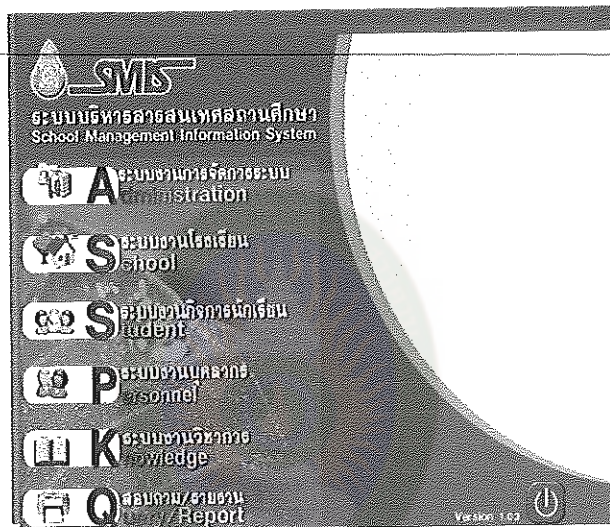 SMIS
ระบบบริหารสารสนเทศสถานศึกษา
School Management Information System
ระบบงานการจัดการระบบ
Administration
ระบบงานโรงเรียน
School
ระบบงานกิจการนักเรียน
Student
ระบบงานบุคลากร
Personnel
ระบบงานวิชาการ
Knowledge
สอบถาม/รายงาน
Query/Report
Version 1.03